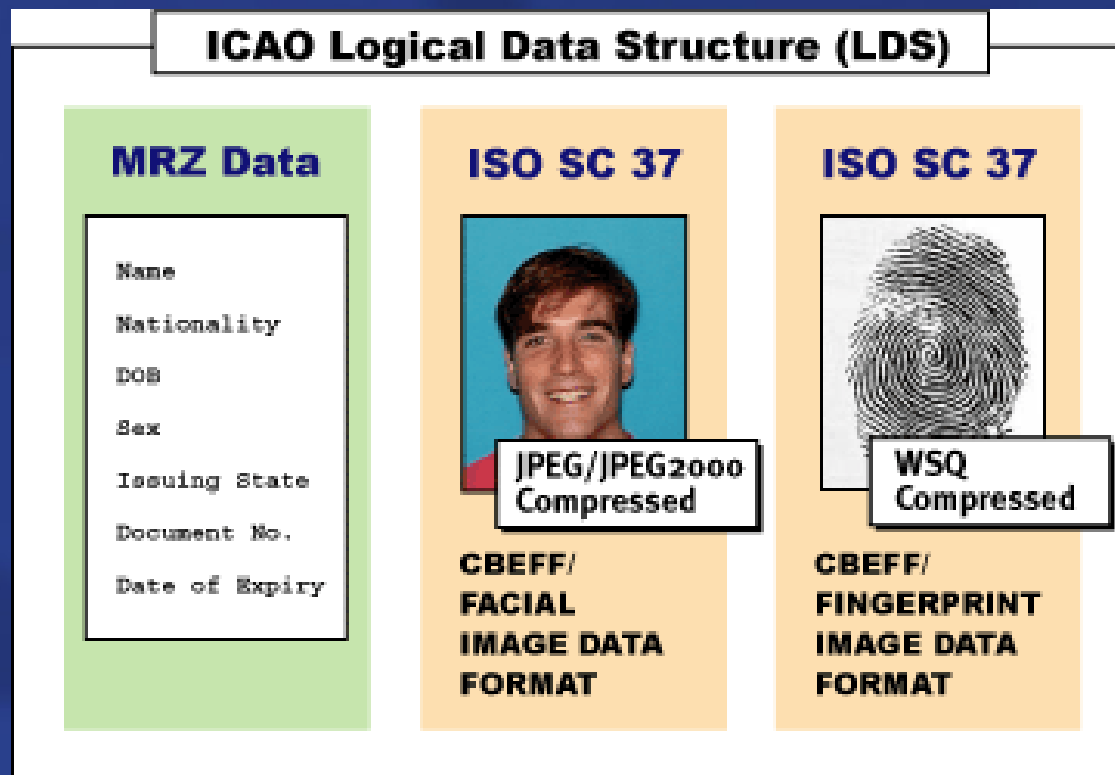 ICAO Logical Data Structure (LDS)
MRZ Data
Name
Nationality
DOB
Sex
Issuing State
Document No.
Date of Expiry
ISO SC 37
JPEG/JPEG2000
Compressed
CBEFF/
FACIAL
IMAGE DATA
FORMAT
ISO SC 37
WSQ
Compressed
CBEFF/
FINGERPRINT
IMAGE DATA
FORMAT